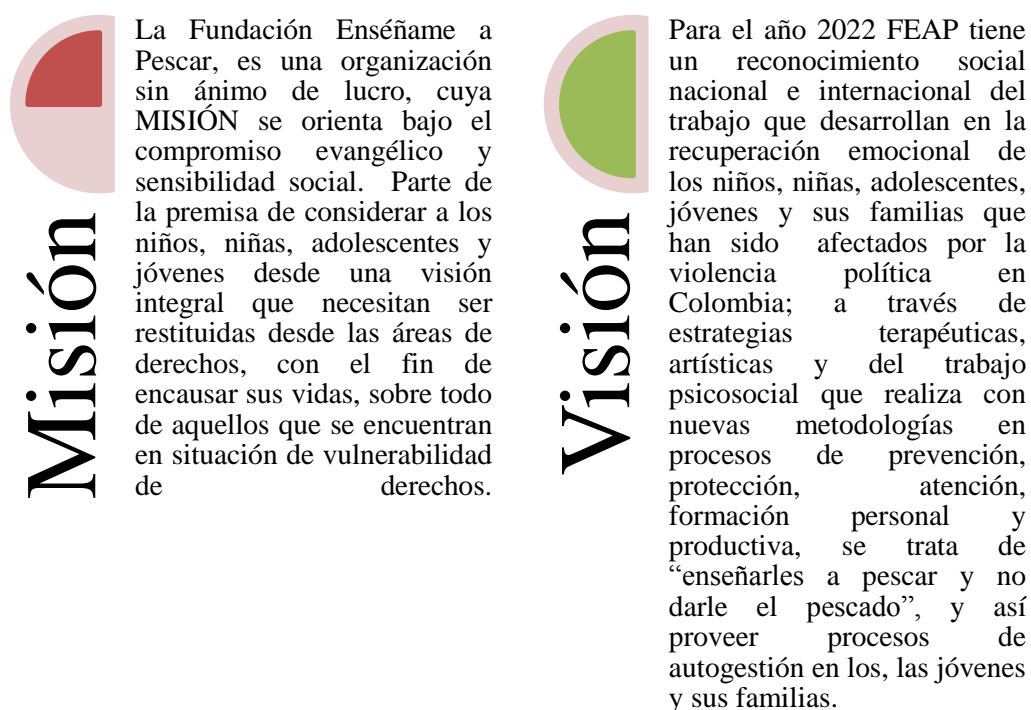 Misión
La Fundación Enséñame a
Pescar, es una organización
sin ánimo de lucro, cuya
MISIÓN se orienta bajo el
compromiso evangélico y
sensibilidad social. Parte de
la premisa de considerar a los
niños, niñas, adolescentes y
jóvenes desde una visión
integral que necesitan ser
restituidas desde las áreas de
derechos, con el fin de
encausar sus vidas, sobre todo
de aquellos que se encuentran
en situación de vulnerabilidad
de derechos.
Visión
Para el año 2022 FEAP tiene
un reconocimiento social
nacional e internacional del
trabajo que desarrollan en la
recuperación emocional de
los niños, niñas, adolescentes,
jóvenes y sus familias que
han sido afectados por la
violencia política en
Colombia; a través de
estrategias terapéuticas,
artísticas y del trabajo
psicosocial que realiza con
nuevas metodologías en
procesos de prevención,
protección, atención,
formación personal y
productiva, se trata de
“enseñarles a pescar y no
darle el pescado”, y así
proveer procesos de
autogestión en los, las jóvenes
y sus familias.